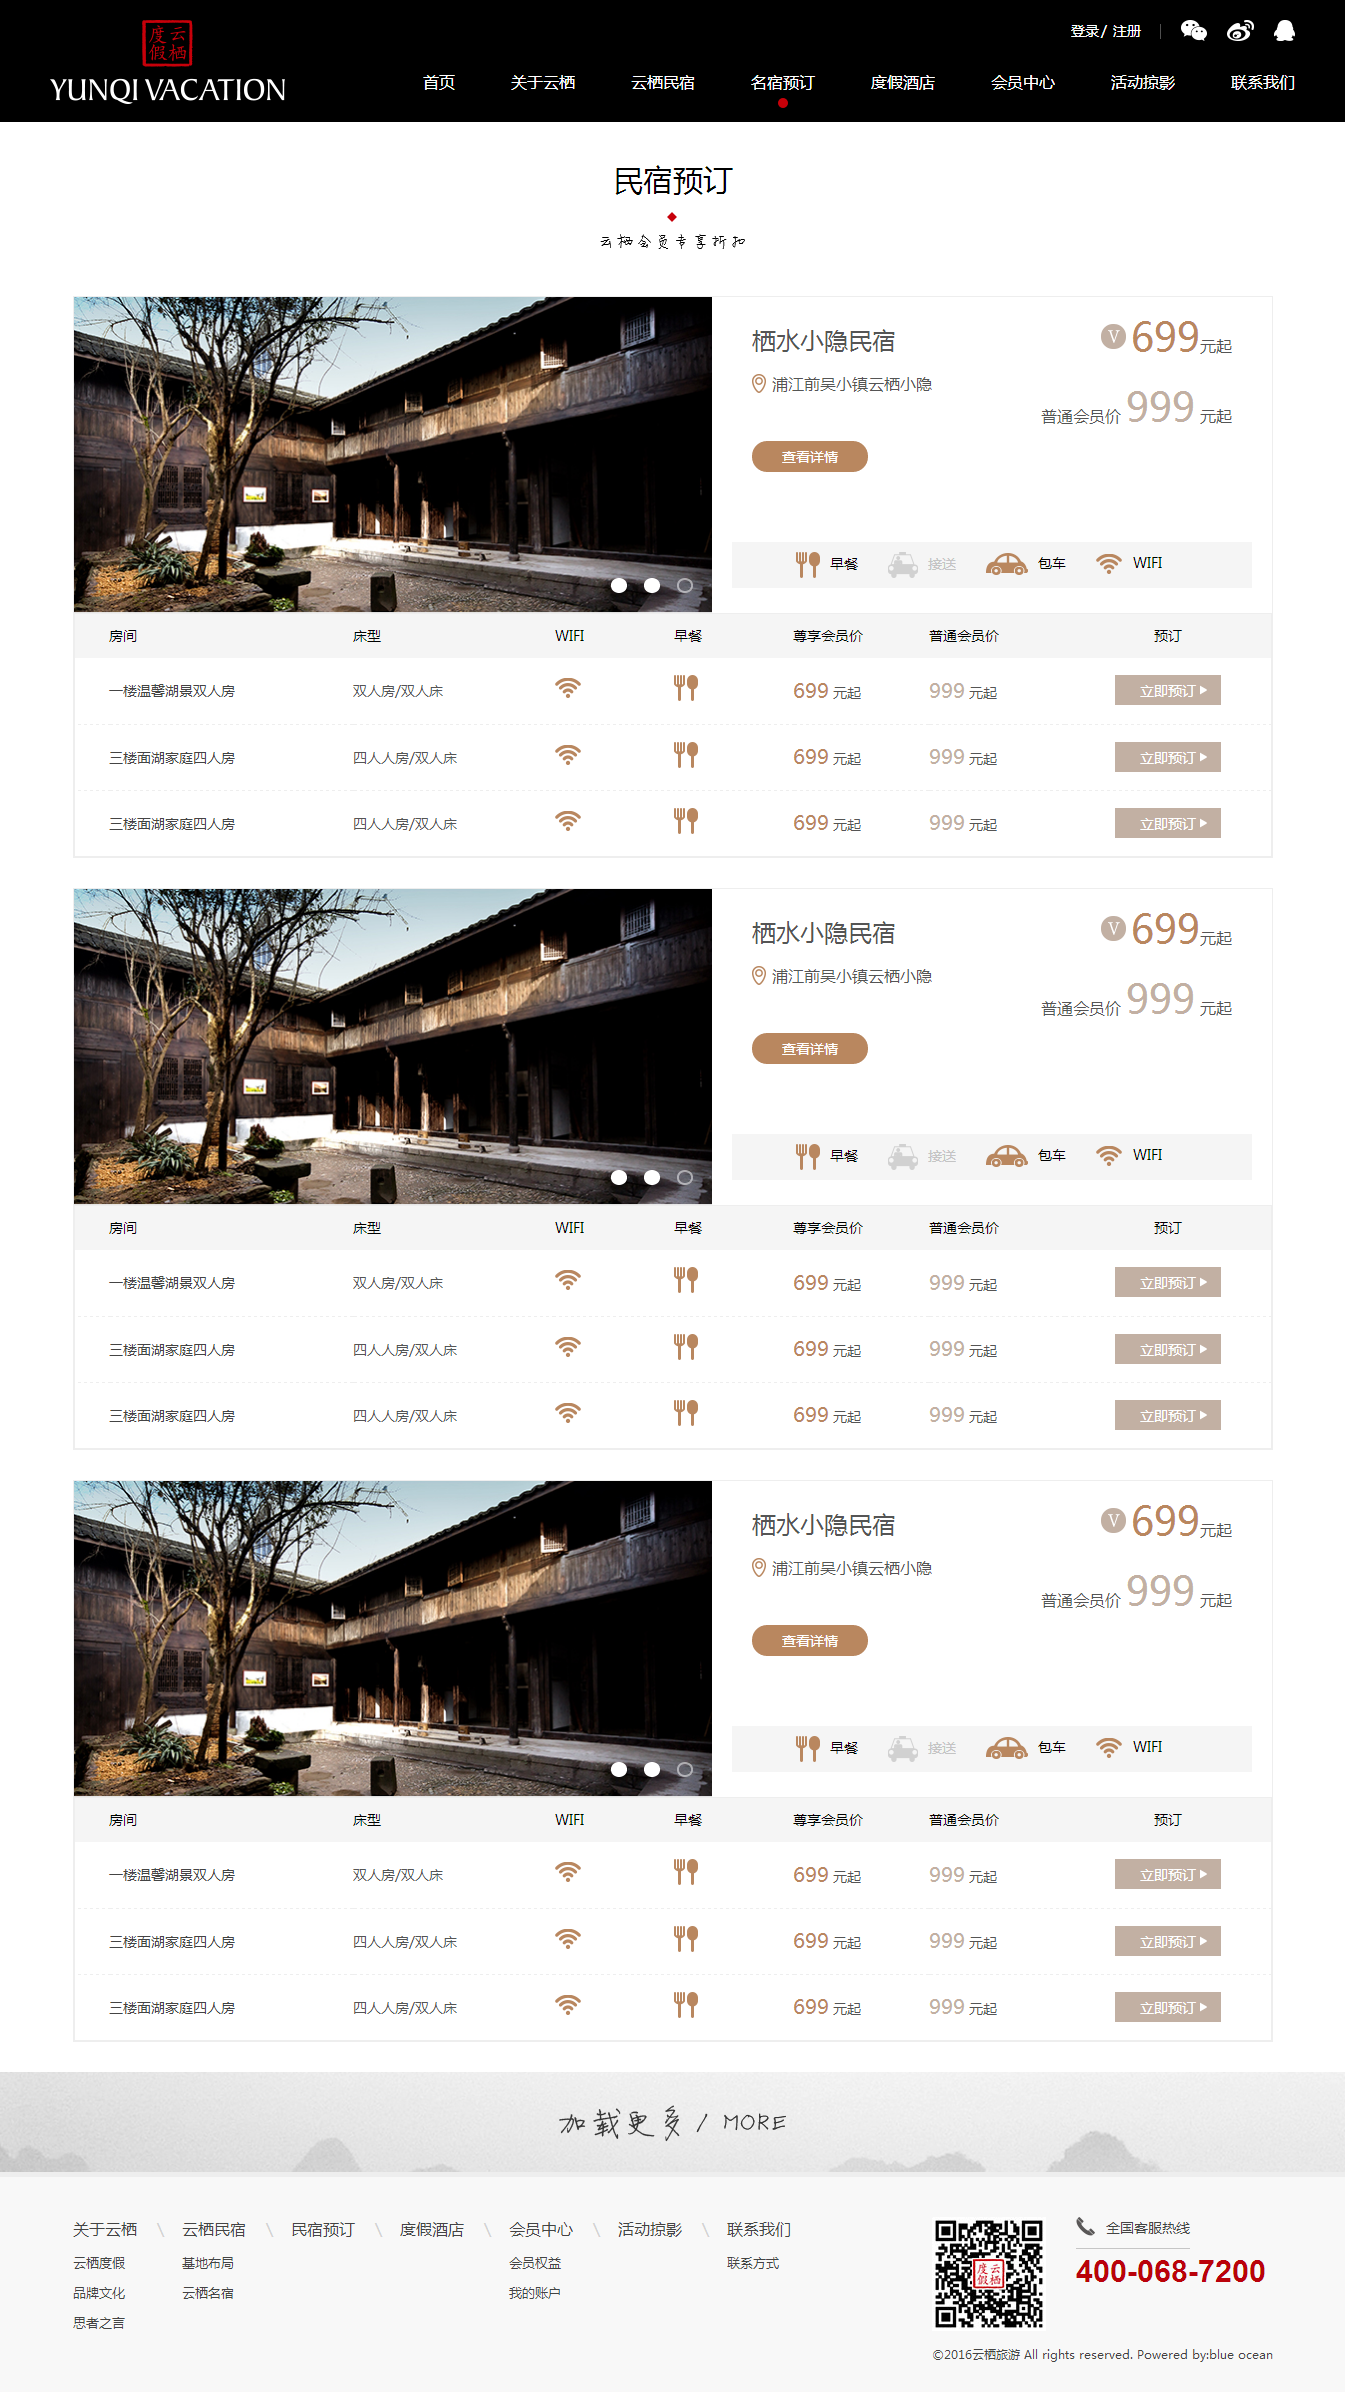 云栖度假
YUNQI VACATION
登录/ 注册
首页 关于云栖 云栖民宿 名宿预订 度假酒店 会员中心 活动掠影 联系我们
民宿预订
云栖会员专享折扣
栖水小隐民宿 V 699元起
浦江前吴小镇云栖小隐
普通会员价 999 元起
查看详情
早餐 接送 包车 WIFI
房间 床型 WIFI 早餐 尊享会员价 普通会员价 预订
一楼温馨湖景双人房 双人房/双人床 699 元起 999 元起 立即预订
三楼面湖家庭四人房 四人人房/双人床 699 元起 999 元起 立即预订
三楼面湖家庭四人房 四人人房/双人床 699 元起 999 元起 立即预订
栖水小隐民宿 V 699元起
浦江前吴小镇云栖小隐
普通会员价 999 元起
查看详情
早餐 接送 包车 WIFI
房间 床型 WIFI 早餐 尊享会员价 普通会员价 预订
一楼温馨湖景双人房 双人房/双人床 699 元起 999 元起 立即预订
三楼面湖家庭四人房 四人人房/双人床 699 元起 999 元起 立即预订
三楼面湖家庭四人房 四人人房/双人床 699 元起 999 元起 立即预订
栖水小隐民宿 V 699元起
浦江前吴小镇云栖小隐
普通会员价 999 元起
查看详情
早餐 接送 包车 WIFI
房间 床型 WIFI 早餐 尊享会员价 普通会员价 预订
一楼温馨湖景双人房 双人房/双人床 699 元起 999 元起 立即预订
三楼面湖家庭四人房 四人人房/双人床 699 元起 999 元起 立即预订
三楼面湖家庭四人房 四人人房/双人床 699 元起 999 元起 立即预订
加载更多 / MORE
关于云栖 \ 云栖民宿 \ 民宿预订 \ 度假酒店 \ 会员中心 \ 活动掠影 \ 联系我们
云栖度假 基地布局 会员权益 联系方式
品牌文化 云栖名宿 我的账户
思者之言
云栖度假
全国客服热线
400-068-7200
©2016云栖旅游 All rights reserved. Powered by:blue ocean